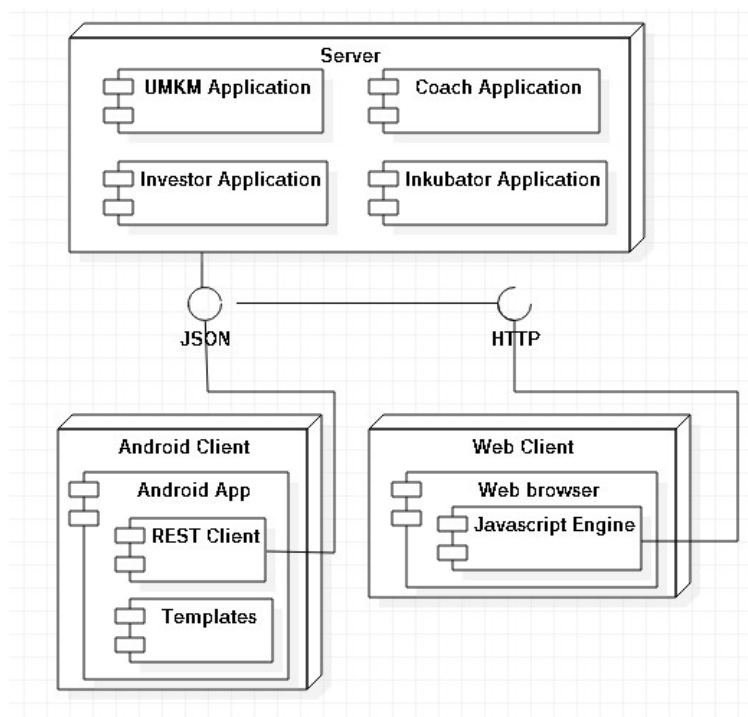 Server
UMKM Application
Coach Application
Investor Application
Inkubator Application
JSON
HTTP
Android Client
Android App
REST Client
Templates
Web Client
Web browser
Javascript Engine